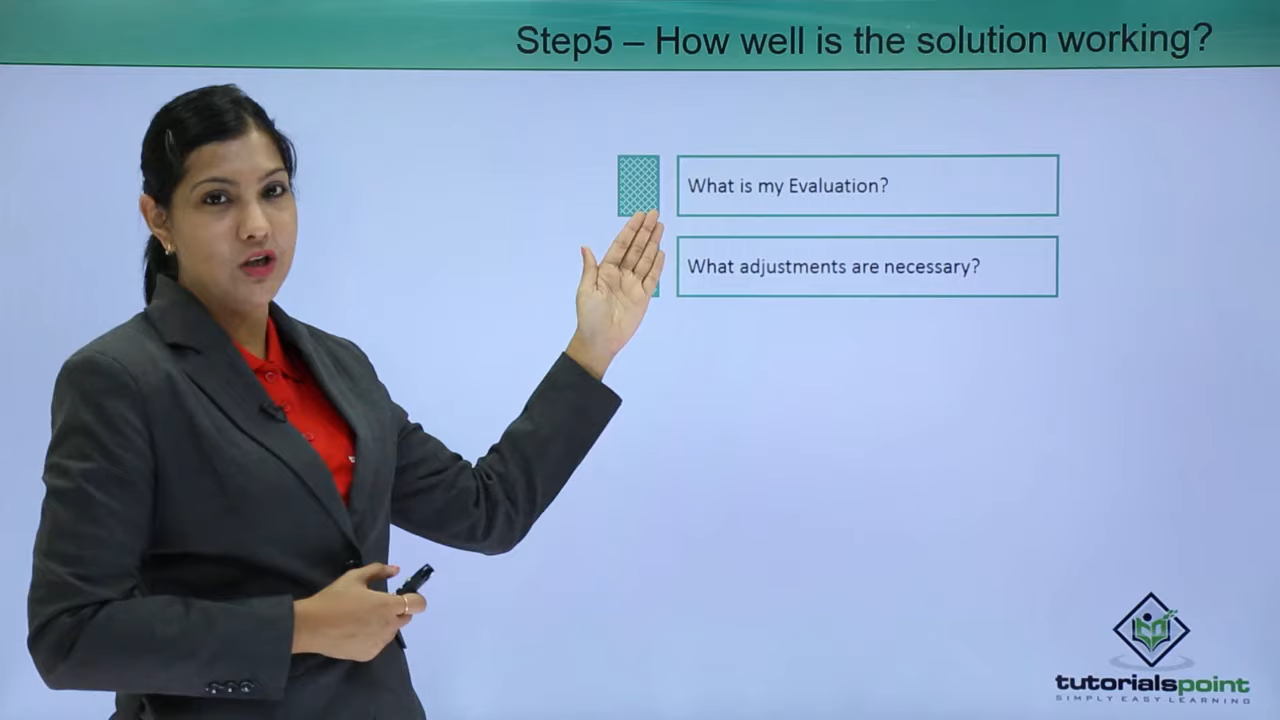 Step5 – How well is the solution working?
What is my Evaluation?
What adjustments are necessary?
tutorialspoint
SIMPLY EASY LEARNING